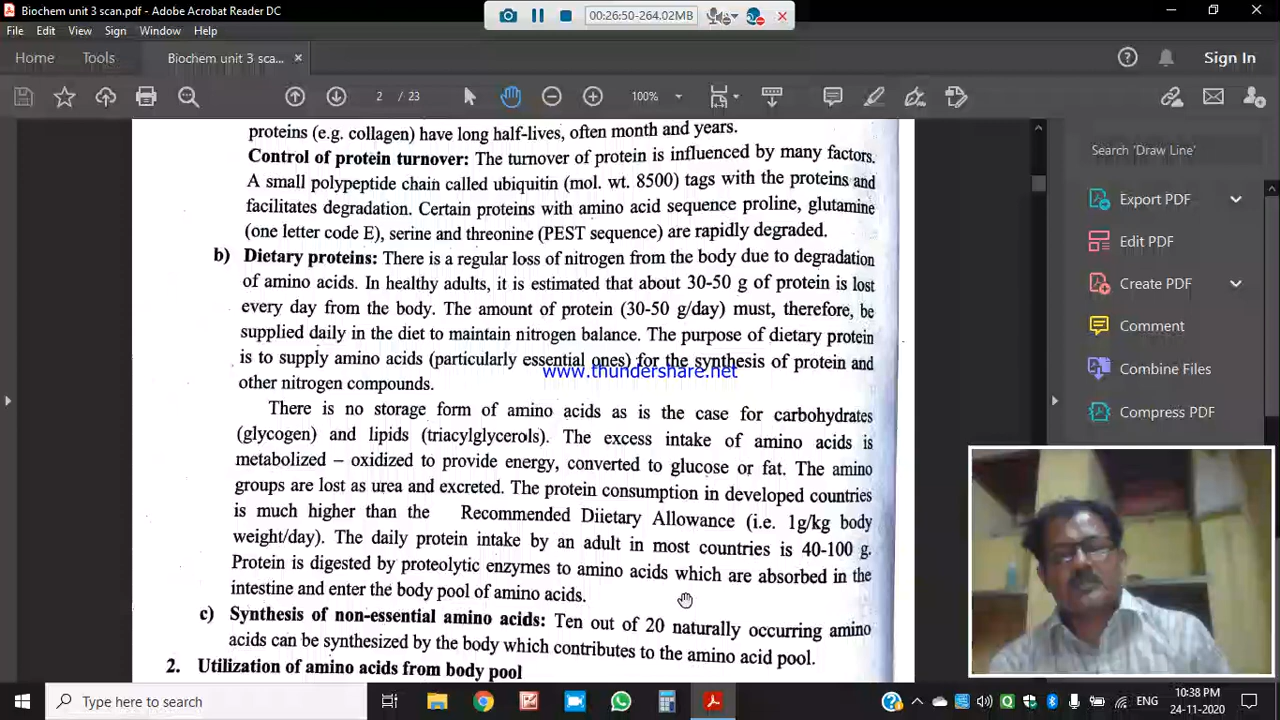 Biochem unit 3 scan.pdf - Adobe Acrobat Reader DC
00:26:50-264.02MB
File Edit View Sign Window Help
Home Tools Biochem unit 3 sca... × Sign In
2 / 23 100%
proteins (e.g. collagen) have long half-lives, often month and years.
Control of protein turnover: The turnover of protein is influenced by many factors.
A small polypeptide chain called ubiquitin (mol. wt. 8500) tags with the proteins and
facilitates degradation. Certain proteins with amino acid sequence proline, glutamine
(one letter code E), serine and threonine (PEST sequence) are rapidly degraded.
b) Dietary proteins: There is a regular loss of nitrogen from the body due to degradation
of amino acids. In healthy adults, it is estimated that about 30-50 g of protein is lost
every day from the body. The amount of protein (30-50 g/day) must, therefore, be
supplied daily in the diet to maintain nitrogen balance. The purpose of dietary protein
is to supply amino acids (particularly essential ones) for the synthesis of protein and
www.thundershare.net
other nitrogen compounds.
There is no storage form of amino acids as is the case for carbohydrates
(glycogen) and lipids (triacylglycerols). The excess intake of amino acids is
metabolized – oxidized to provide energy, converted to glucose or fat. The amino
groups are lost as urea and excreted. The protein consumption in developed countries
is much higher than the Recommended Diietary Allowance (i.e. 1g/kg body
weight/day). The daily protein intake by an adult in most countries is 40-100 g.
Protein is digested by proteolytic enzymes to amino acids which are absorbed in the
intestine and enter the body pool of amino acids.
c) Synthesis of non-essential amino acids: Ten out of 20 naturally occurring amino
acids can be synthesized by the body which contributes to the amino acid pool.
2. Utilization of amino acids from body pool
Search 'Draw Line'
Export PDF
Edit PDF
Create PDF
Comment
Combine Files
Compress PDF
Type here to search
ENG
10:38 PM
24-11-2020